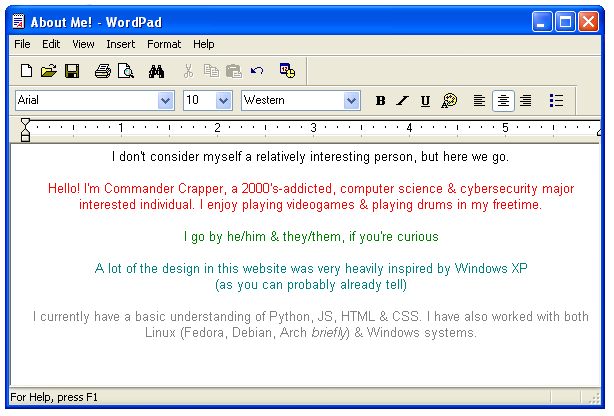 About Me! - WordPad
File Edit View Insert Format Help
Arial 10 Western B I U
1 2 3 4 5
I don't consider myself a relatively interesting person, but here we go.
Hello! I'm Commander Crapper, a 2000's-addicted, computer science & cybersecurity major
interested individual. I enjoy playing videogames & playing drums in my freetime.
I go by he/him & they/them, if you're curious
A lot of the design in this website was very heavily inspired by Windows XP
(as you can probably already tell)
I currently have a basic understanding of Python, JS, HTML & CSS. I have also worked with both
Linux (Fedora, Debian, Arch briefly) & Windows systems.
For Help, press F1